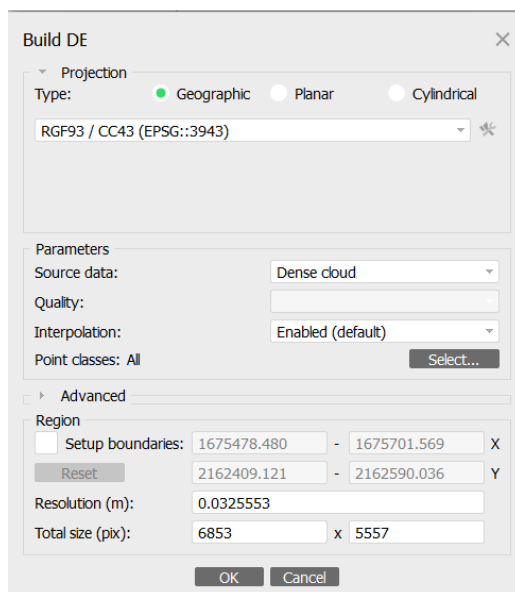 Build DE
Projection
Type: Geographic Planar Cylindrical
RGF93 / CC43 (EPSG::3943)
Parameters
Source data: Dense cloud
Quality:
Interpolation: Enabled (default)
Point classes: All Select...
Advanced
Region
Setup boundaries: 1675478.480 - 1675701.569 X
Reset 2162409.121 - 2162590.036 Y
Resolution (m): 0.0325553
Total size (pix): 6853 x 5557
OK Cancel